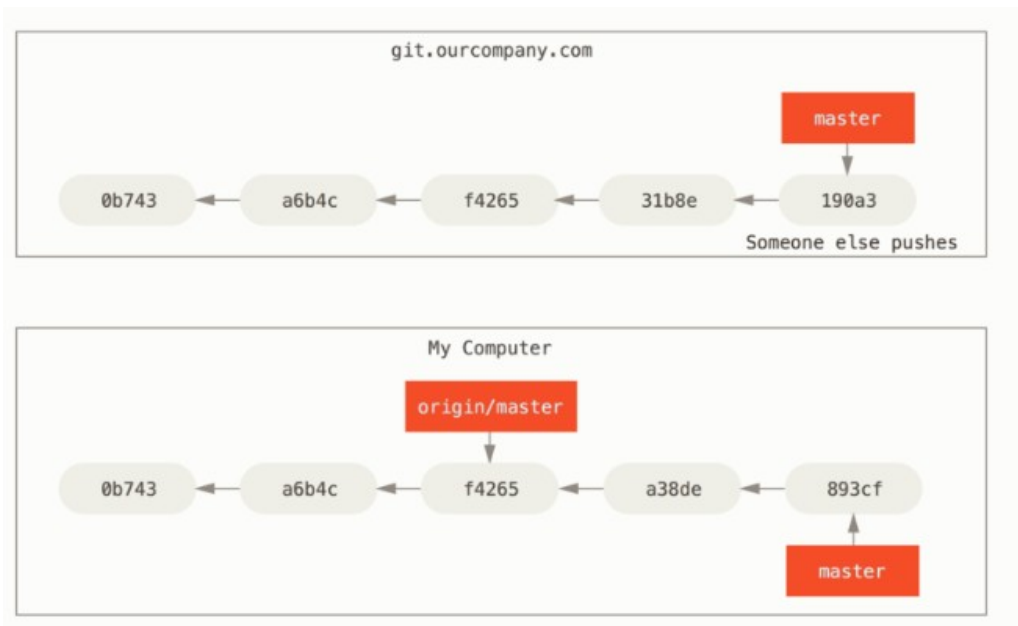 git.ourcompany.com
master
0b743 a6b4c f4265 31b8e 190a3
Someone else pushes
My Computer
origin/master
0b743 a6b4c f4265 a38de 893cf
master